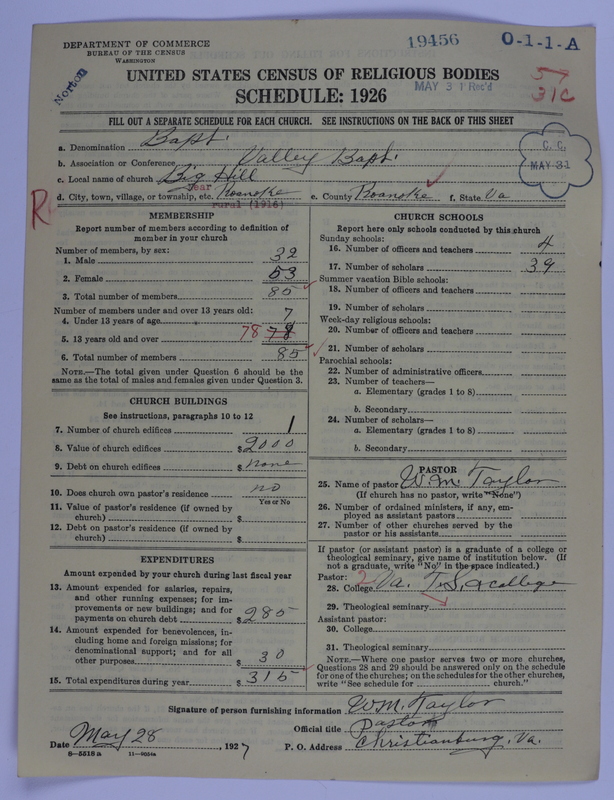 DEPARTMENT OF COMMERCE
BUREAU OF THE CENSUS
WASHINGTON
Norton
19456
O-1-1-A
UNITED STATES CENSUS OF RELIGIOUS BODIES
SCHEDULE: 1926
MAY 31 Rec'd
57
31C
FILL OUT A SEPARATE SCHEDULE FOR EACH CHURCH. SEE INSTRUCTIONS ON THE BACK OF THIS SHEET
a. Denomination Bapt.
b. Association or Conference Valley Bapt.
C. C.
MAY 31
c. Local name of church Big Hill
near
d. City, town, village, or township, etc. Roanoke e. County Roanoke f. State Va
rural (1916)
R
MEMBERSHIP
Report number of members according to definition of
member in your church
Number of members, by sex:
1. Male 32
2. Female 53
3. Total number of members 85
Number of members under and over 13 years old:
4. Under 13 years of age 7
5. 13 years old and over 78 78
6. Total number of members 85
NOTE.—The total given under Question 6 should be the
same as the total of males and females given under Question 3.
CHURCH BUILDINGS
See instructions, paragraphs 10 to 12
7. Number of church edifices 1
8. Value of church edifices $2000
9. Debt on church edifices $none
10. Does church own pastor's residence no
Yes or No
11. Value of pastor's residence (if owned by
church) $
12. Debt on pastor's residence (if owned by
church) $
EXPENDITURES
Amount expended by your church during last fiscal year
13. Amount expended for salaries, repairs,
and other running expenses; for im-
provements or new buildings; and for
payments on church debt $285
14. Amount expended for benevolences, in-
cluding home and foreign missions; for
denominational support; and for all
other purposes $30
15. Total expenditures during year $315
CHURCH SCHOOLS
Report here only schools conducted by this church
Sunday schools:
16. Number of officers and teachers 4
17. Number of scholars 39
Summer vacation Bible schools:
18. Number of officers and teachers
19. Number of scholars
Week-day religious schools:
20. Number of officers and teachers
21. Number of scholars
Parochial schools:
22. Number of administrative officers
23. Number of teachers—
a. Elementary (grades 1 to 8)
b. Secondary
24. Number of scholars—
a. Elementary (grades 1 to 8)
b. Secondary
PASTOR
25. Name of pastor W. M. Taylor
(If church has no pastor, write "None")
26. Number of ordained ministers, if any, em-
ployed as assistant pastors
27. Number of other churches served by the
pastor or his assistants
If pastor (or assistant pastor) is a graduate of a college or
theological seminary, give name of institution below. (If
not a graduate, write "No" in the space indicated.)
Pastor:
28. College Va. college
29. Theological seminary
Assistant pastor:
30. College
31. Theological seminary
NOTE.—Where one pastor serves two or more churches,
Questions 28 and 29 should be answered only on the schedule
for one of the churches; on the schedules for the other churches,
write "See schedule for church."
Signature of person furnishing information W. M. Taylor
Official title Pastor
Date May 28, 1927 P. O. Address Christiansburg, Va.
8—5518 a 11—9034a